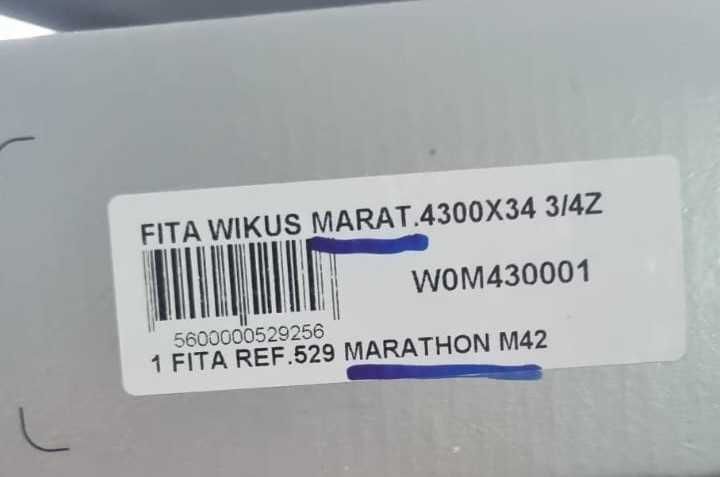 FITA WIKUS MARAT.4300X34 3/4Z
W0M430001
5600000529256
1 FITA REF.529 MARATHON M42